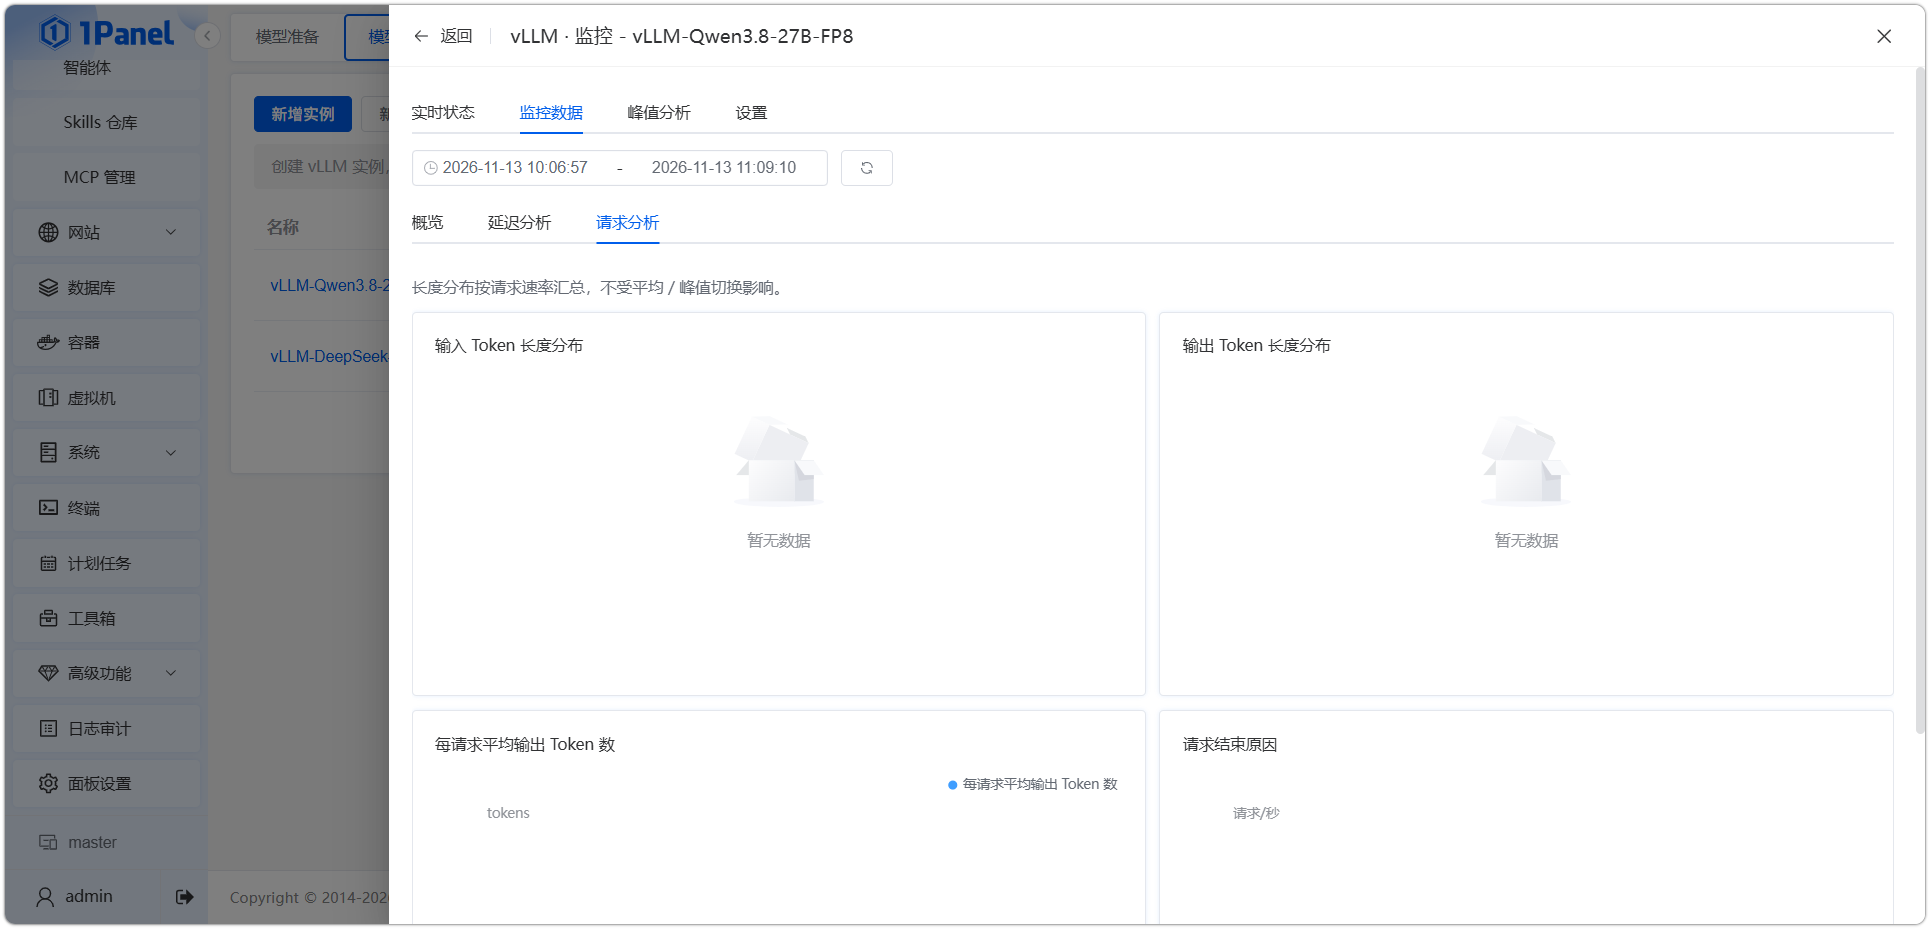 1Panel
智能体
Skills 仓库
MCP 管理
网站
数据库
容器
虚拟机
系统
终端
计划任务
工具箱
高级功能
日志审计
面板设置
master
admin
模型准备
新增实例
创建 vLLM 实例,
名称
vLLM-Qwen3.8-2
vLLM-DeepSeek
Copyright © 2014-202
返回
vLLM · 监控 - vLLM-Qwen3.8-27B-FP8
实时状态 监控数据 峰值分析 设置
2026-11-13 10:06:57 - 2026-11-13 11:09:10
概览 延迟分析 请求分析
长度分布按请求速率汇总，不受平均 / 峰值切换影响。
输入 Token 长度分布
暂无数据
输出 Token 长度分布
暂无数据
每请求平均输出 Token 数
每请求平均输出 Token 数
tokens
请求结束原因
请求/秒